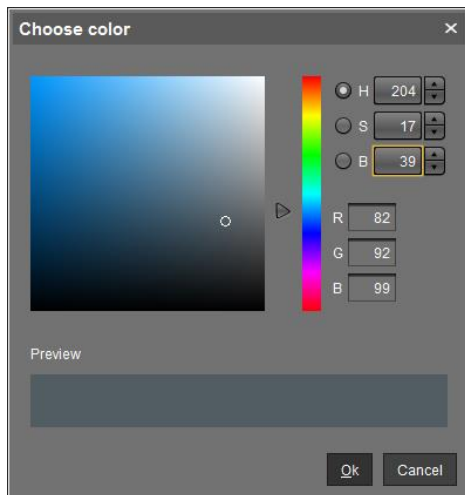 Choose color
H 204
S 17
B 39
R 82
G 92
B 99
Preview
Ok Cancel